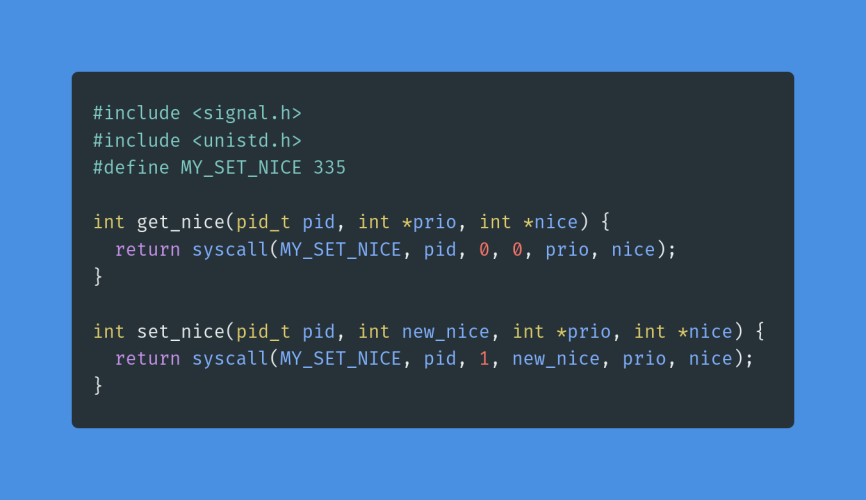 #include <signal.h>
#include <unistd.h>
#define MY_SET_NICE 335
int get_nice(pid_t pid, int *prio, int *nice) {
  return syscall(MY_SET_NICE, pid, 0, 0, prio, nice);
}
int set_nice(pid_t pid, int new_nice, int *prio, int *nice) {
  return syscall(MY_SET_NICE, pid, 1, new_nice, prio, nice);
}